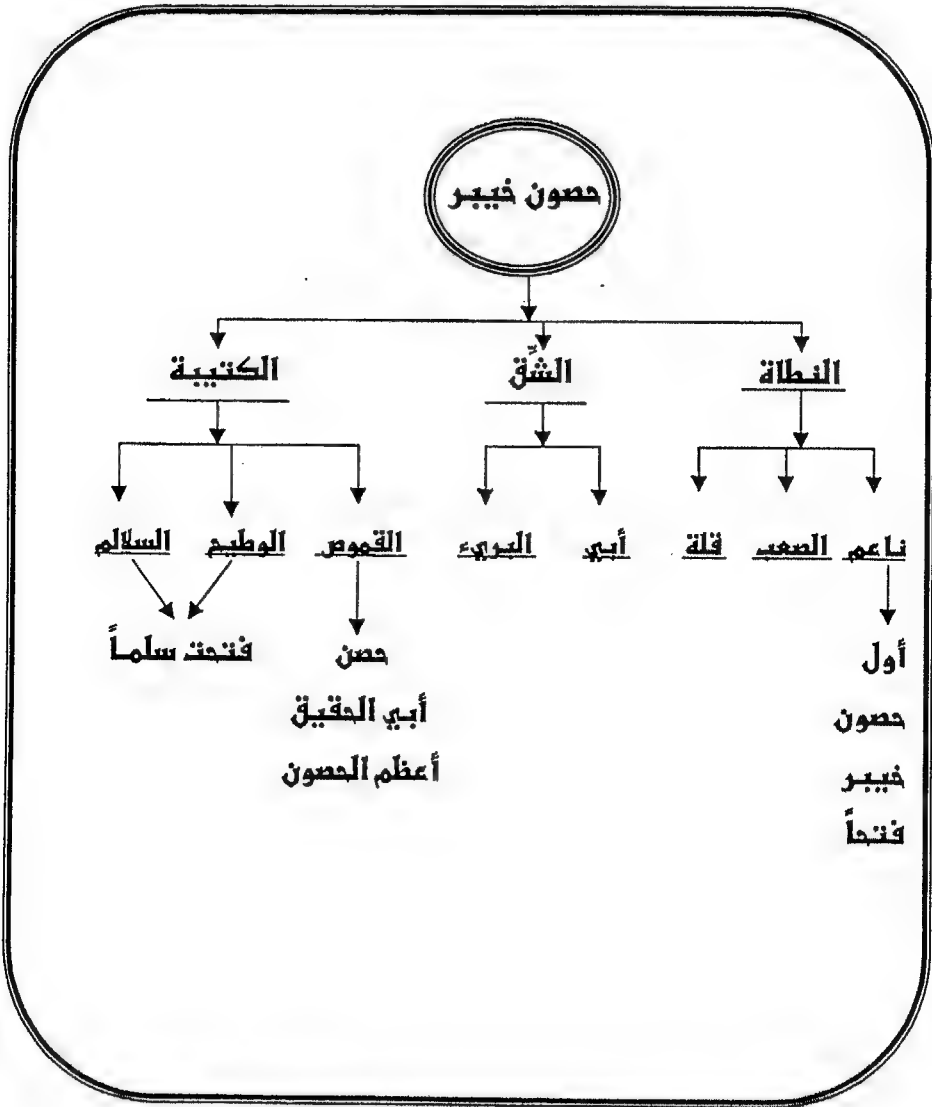 حصون خيبر
النطاة
الشِّق
الكتيبة
ناعم
الصعب
قلة
أبي
البريء
القموص
الوطيح
السلالم
أول
حصون
خيبر
فتحاً
حصن
أبي الحقيق
أعظم الحصون
فتحت سلماً